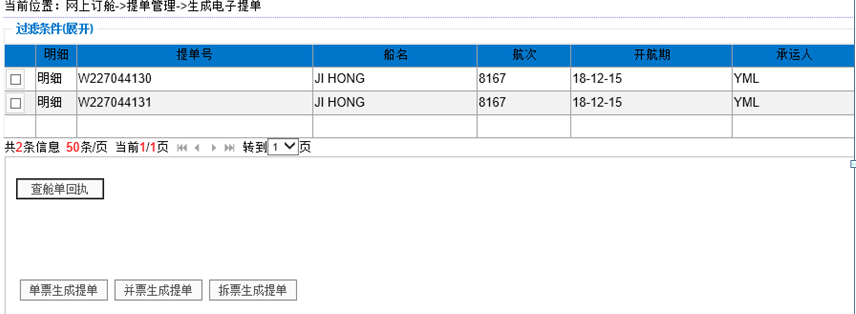 当前位置：网上订舱->提单管理->生成电子提单
过滤条件(展开)
明细 提单号 船名 航次 开航期 承运人
明细 W227044130 JI HONG 8167 18-12-15 YML
明细 W227044131 JI HONG 8167 18-12-15 YML
共2条信息 50条/页 当前1/1页 转到 1 页
查舱单回执
单票生成提单 并票生成提单 拆票生成提单